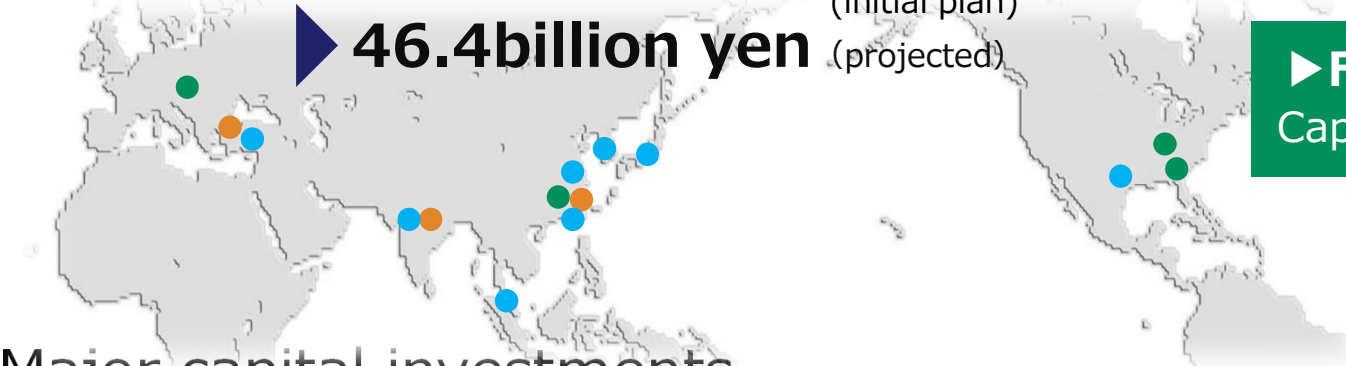 (initial plan)
46.4billion yen (projected)
▶F
Cap
Major capital investments